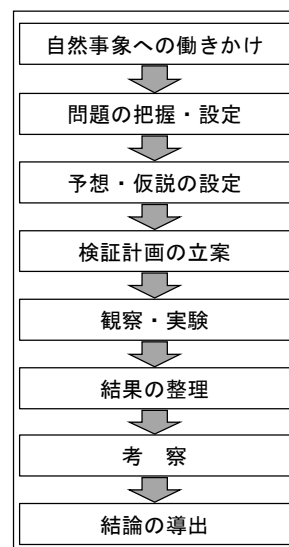 自然事象への働きかけ
問題の把握・設定
予想・仮説の設定
検証計画の立案
観察・実験
結果の整理
考　察
結論の導出